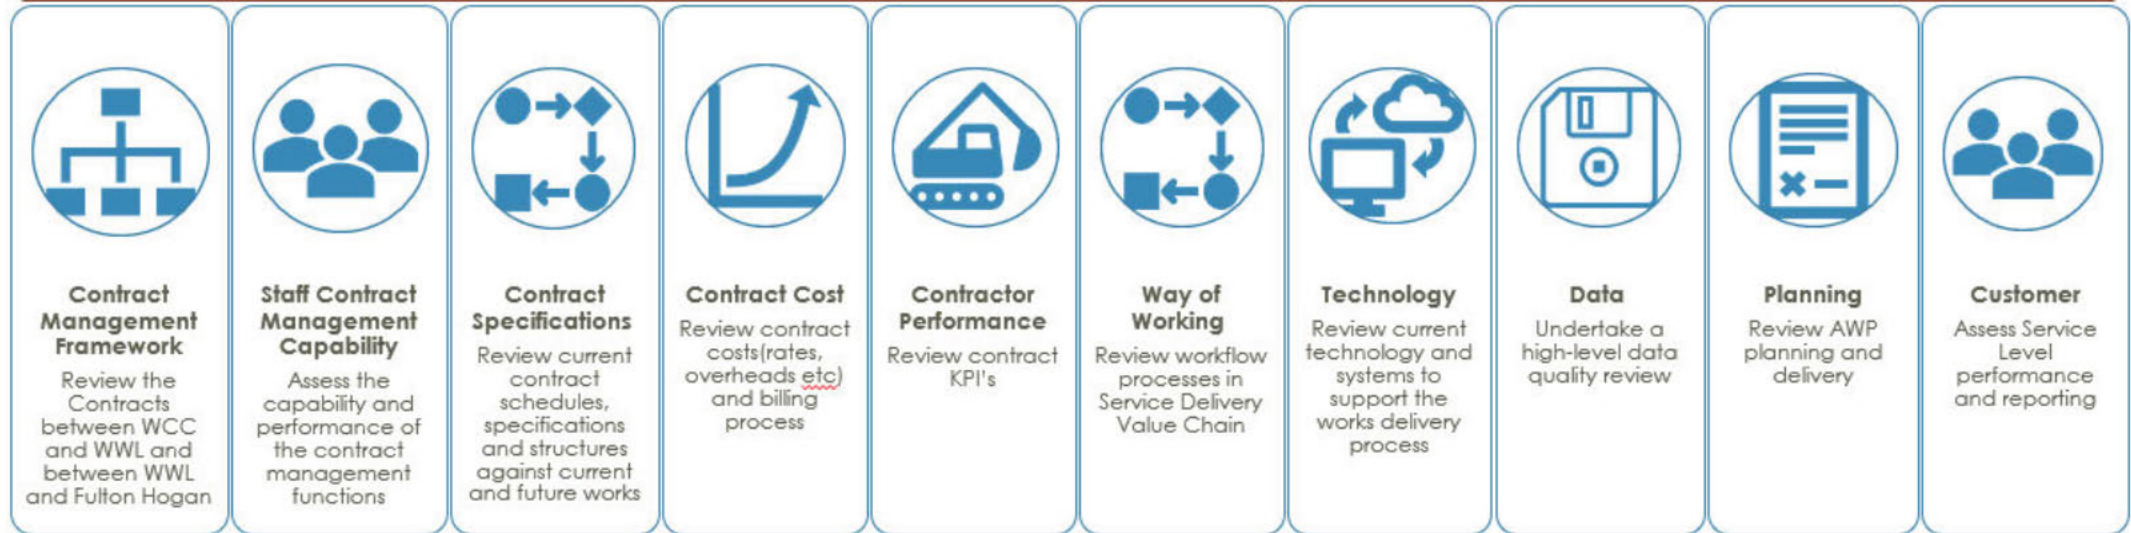 Contract
Management
Framework
Review the
Contracts
between WCC
and WWL and
between WWL
and Fulton Hogan
Staff Contract
Management
Capability
Assess the
capability and
performance of
the contract
management
functions
Contract
Specifications
Review current
contract
schedules,
specifications
and structures
against current
and future works
Contract Cost
Review contract
costs(rates,
overheads etc)
and billing
process
Contractor
Performance
Review contract
KPI's
Way of
Working
Review workflow
processes in
Service Delivery
Value Chain
Technology
Review current
technology and
systems to
support the
works delivery
process
Data
Undertake a
high-level data
quality review
Planning
Review AWP
planning and
delivery
Customer
Assess Service
Level
performance
and reporting